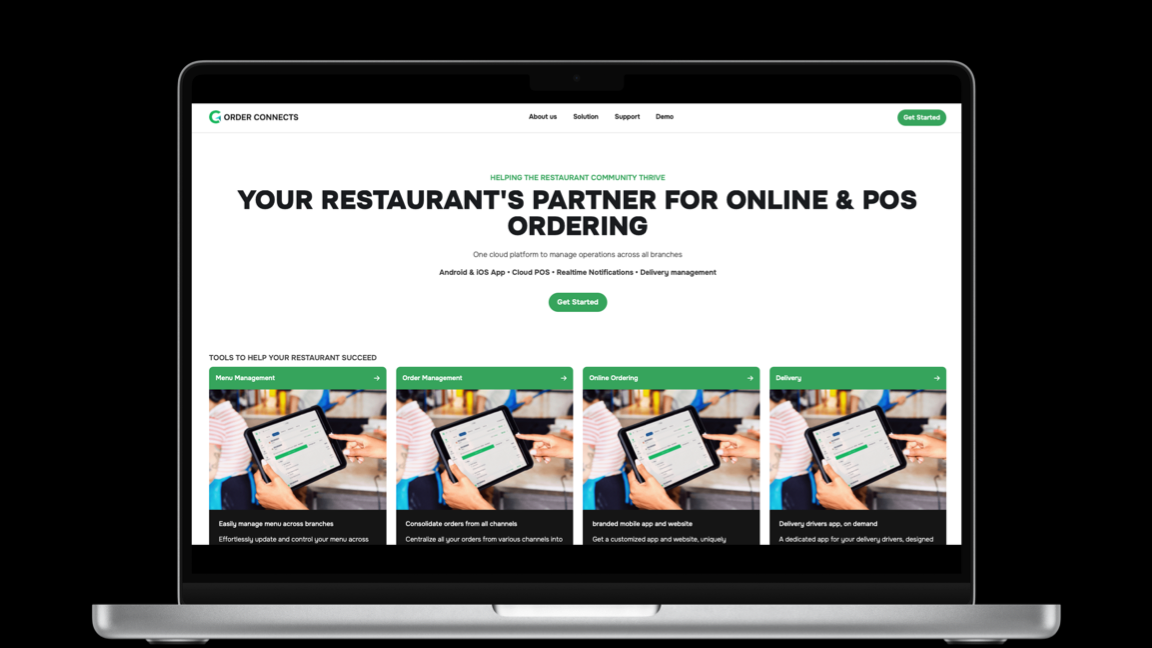 ORDER CONNECTS
About us
Solution
Support
Demo
Get Started
HELPING THE RESTAURANT COMMUNITY THRIVE
YOUR RESTAURANT'S PARTNER FOR ONLINE & POS
ORDERING
One cloud platform to manage operations across all branches
Android & iOS App • Cloud POS • Realtime Notifications • Delivery management
Get Started
TOOLS TO HELP YOUR RESTAURANT SUCCEED
Menu Management
Order Management
Online Ordering
Delivery
Easily manage menu across branches
Effortlessly update and control your menu across
Consolidate orders from all channels
Centralize all your orders from various channels into
branded mobile app and website
Get a customized app and website, uniquely
Delivery drivers app, on demand
A dedicated app for your delivery drivers, designed